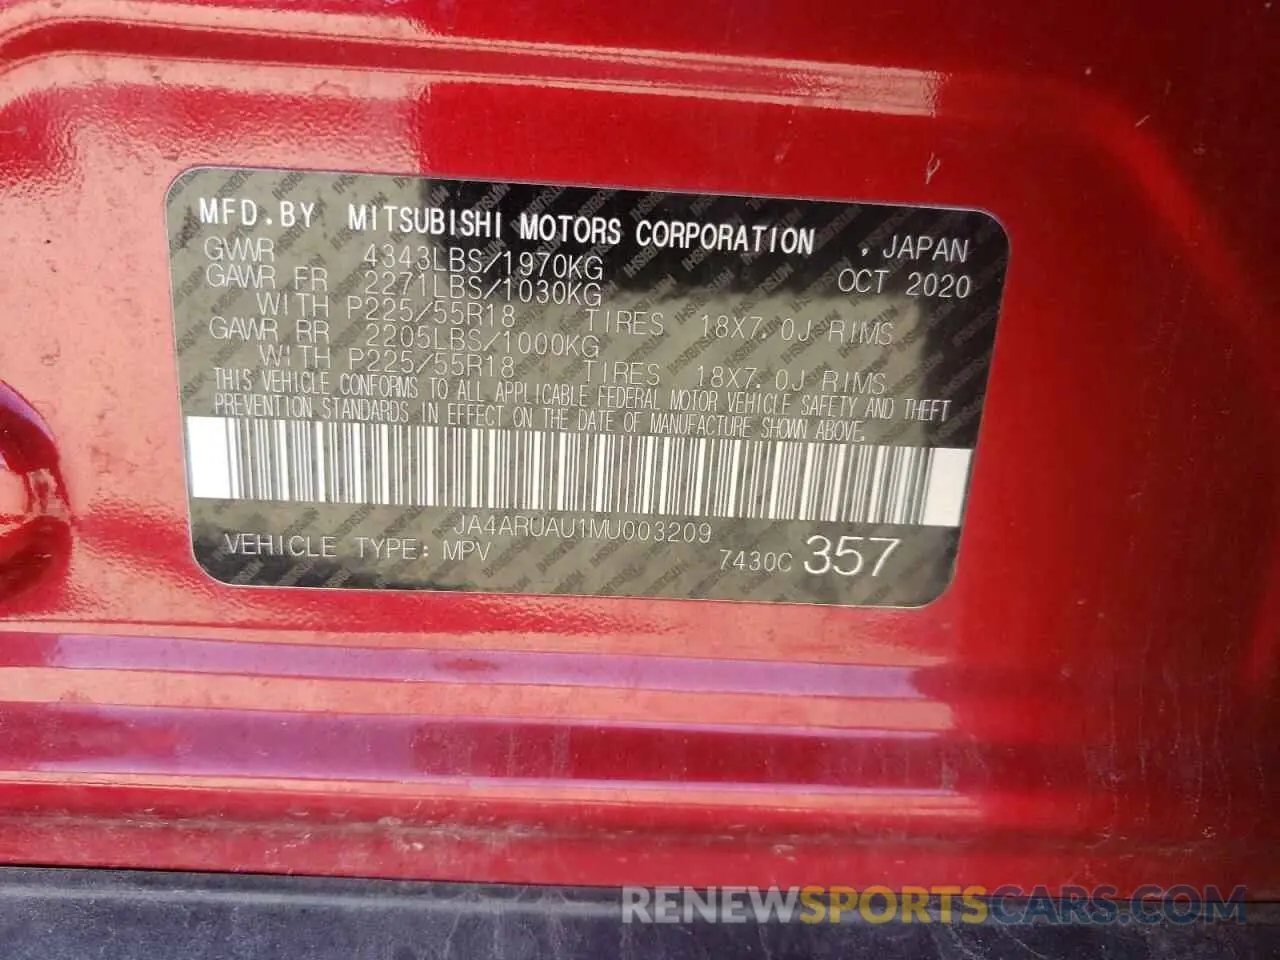 MFD.BY MITSUBISHI MOTORS CORPORATION , JAPAN
GVWR 4343LBS/1970KG OCT 2020
GAWR FR 2271LBS/1030KG
WITH P225/55R18 TIRES 18X7.0J RIMS
GAWR RR 2205LBS/1000KG
WITH P225/55R18 TIRES 18X7.0J RIMS
THIS VEHICLE CONFORMS TO ALL APPLICABLE FEDERAL MOTOR VEHICLE SAFETY AND THEFT
PREVENTION STANDARDS IN EFFECT ON THE DATE OF MANUFACTURE SHOWN ABOVE.
JA4ARUAU1MU003209
VEHICLE TYPE: MPV 7430C 357
RENEWSPORTSCARS.COM